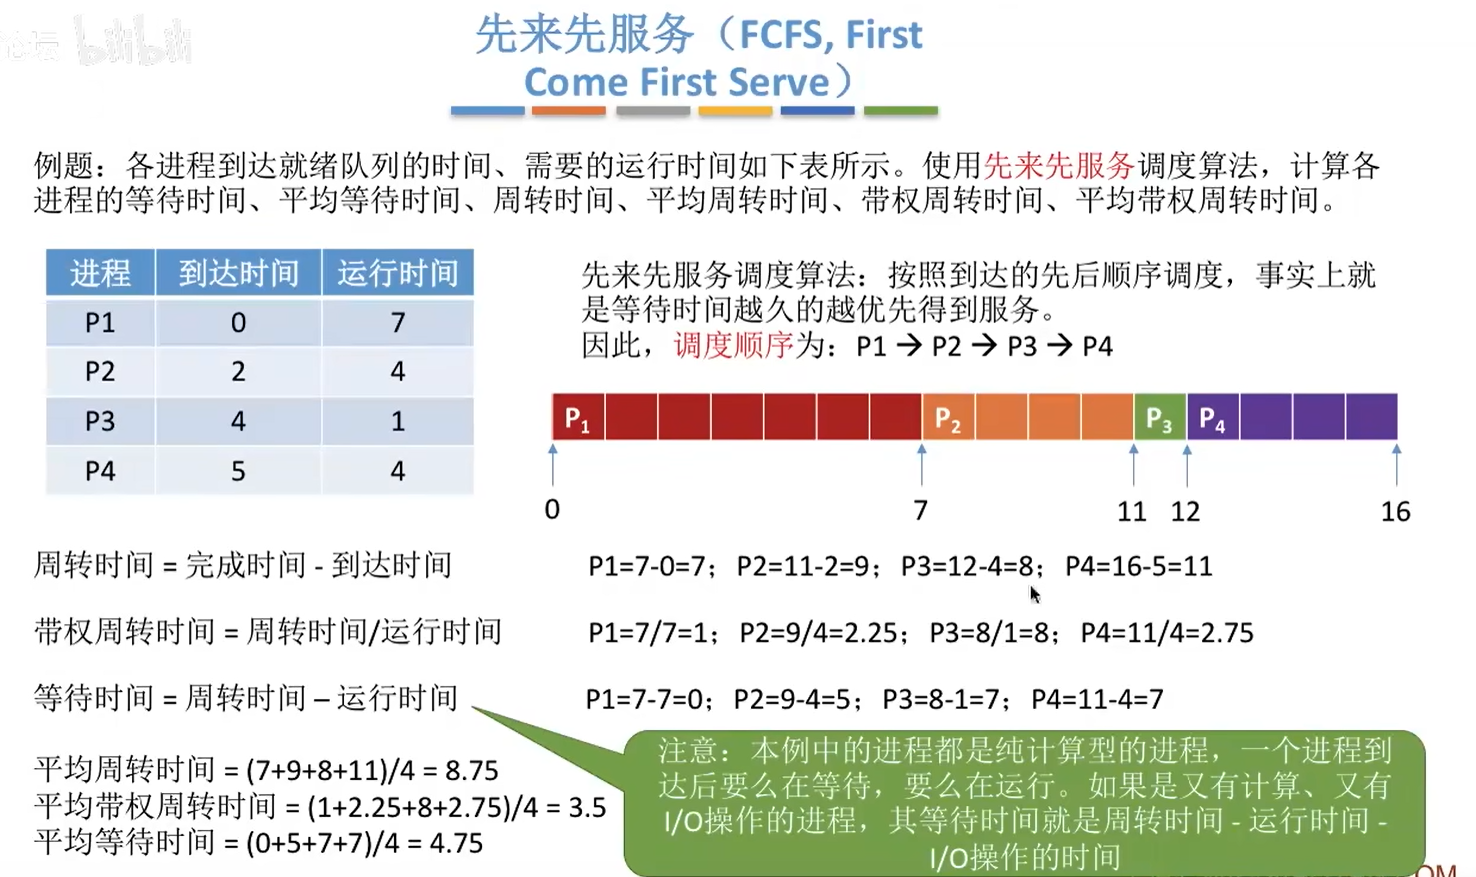 论坛 bilibili
先来先服务（FCFS, First
Come First Serve）
例题：各进程到达就绪队列的时间、需要的运行时间如下表所示。使用先来先服务调度算法，计算各
进程的等待时间、平均等待时间、周转时间、平均周转时间、带权周转时间、平均带权周转时间。
进程 到达时间 运行时间
P1 0 7
P2 2 4
P3 4 1
P4 5 4
先来先服务调度算法：按照到达的先后顺序调度，事实上就
是等待时间越久的越优先得到服务。
因此，调度顺序为：P1 → P2 → P3 → P4
P1 P2 P3 P4
0 7 11 12 16
周转时间 = 完成时间 - 到达时间
P1=7-0=7；P2=11-2=9；P3=12-4=8；P4=16-5=11
带权周转时间 = 周转时间/运行时间
P1=7/7=1；P2=9/4=2.25；P3=8/1=8；P4=11/4=2.75
等待时间 = 周转时间 – 运行时间
P1=7-7=0；P2=9-4=5；P3=8-1=7；P4=11-4=7
平均周转时间 = (7+9+8+11)/4 = 8.75
平均带权周转时间 = (1+2.25+8+2.75)/4 = 3.5
平均等待时间 = (0+5+7+7)/4 = 4.75
注意：本例中的进程都是纯计算型的进程，一个进程到
达后要么在等待，要么在运行。如果是又有计算、又有
I/O操作的进程，其等待时间就是周转时间 - 运行时间 -
I/O操作的时间